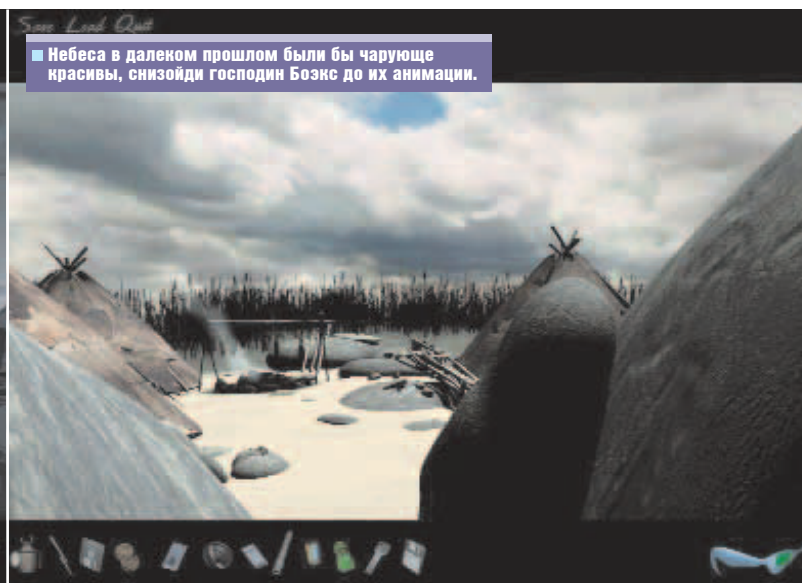 Save Load Quit
Небеса в далеком прошлом были бы чарующе
красивы, снизойди господин Боэкс до их анимации.